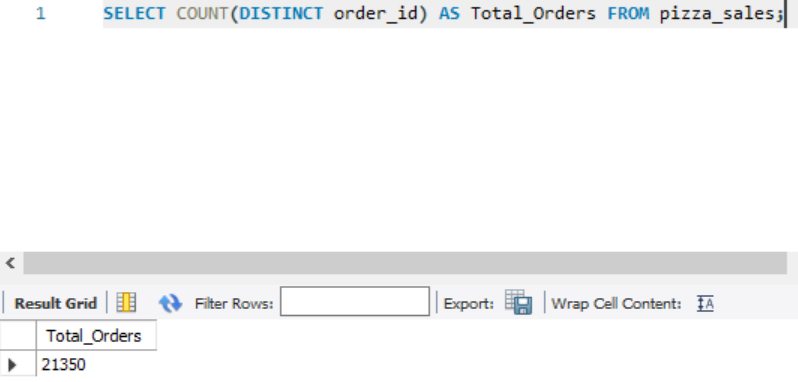 1 SELECT COUNT(DISTINCT order_id) AS Total_Orders FROM pizza_sales;
Result Grid Filter Rows: Export: Wrap Cell Content: IA
Total_Orders
21350